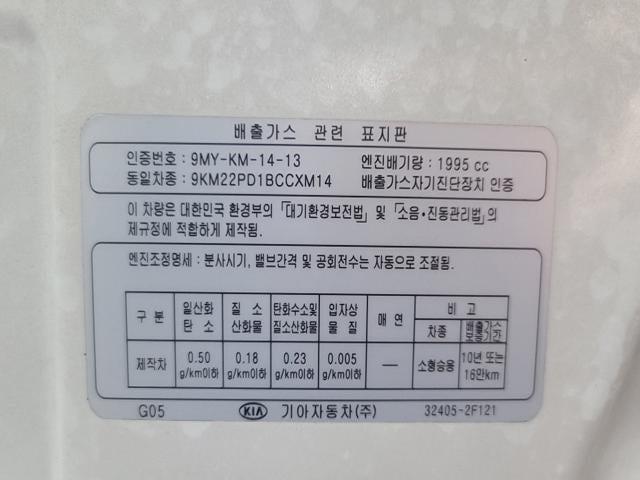 배출가스 관련 표지판
인증번호 : 9MY-KM-14-13 엔진배기량 : 1995 cc
동일차종 : 9KM22PD1BCCXM14 배출가스자기진단장치 인증
이 차량은 대한민국 환경부의 「대기환경보전법」 및 「소음·진동관리법」의
제규정에 적합하게 제작됨.
엔진조정명세 : 분사시기, 밸브간격 및 공회전수는 자동으로 조절됨.
구 분 일산화 탄 소 질 소 산화물 탄화수소및 질소산화물 입자상 물 질 매 연 비 고
차종 배출가스 보증기간
제작차 0.50 g/km이하 0.18 g/km이하 0.23 g/km이하 0.005 g/km이하 — 소형승용 10년 또는 16만km
G05 KIA 기아자동차(주) 32405-2F121